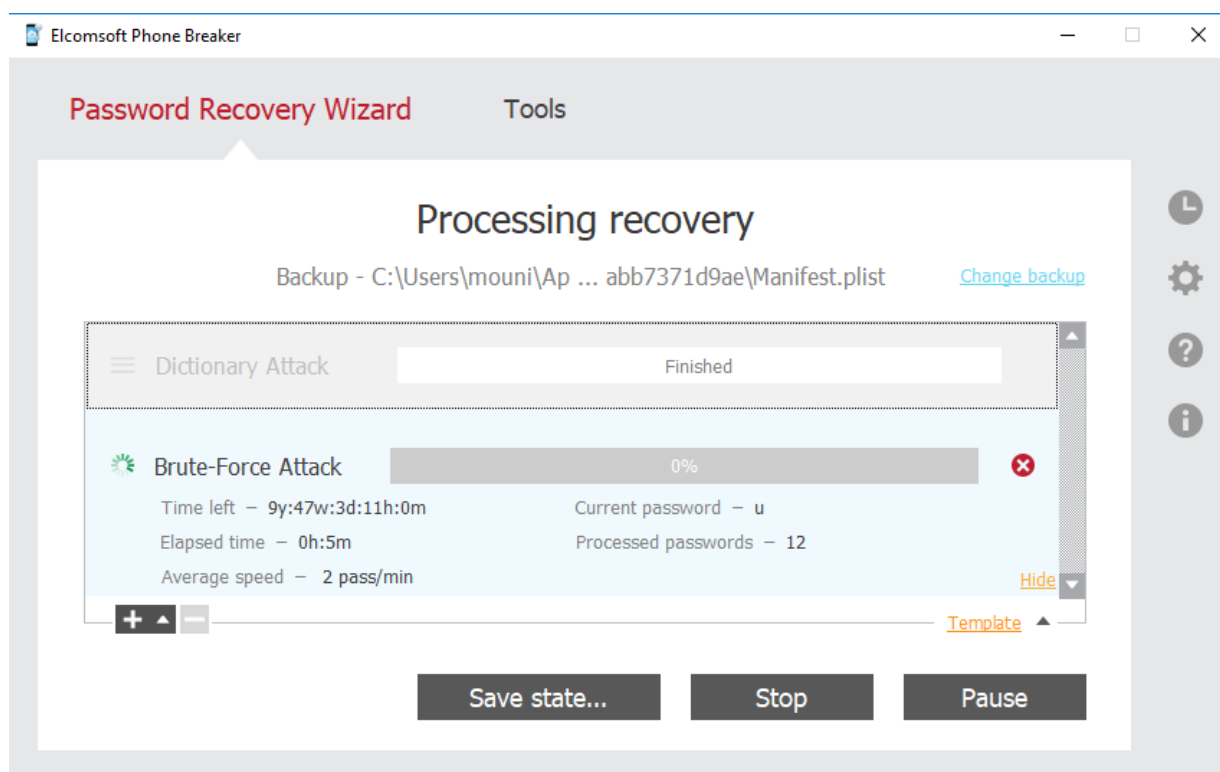 Elcomsoft Phone Breaker
Password Recovery Wizard Tools
Processing recovery
Backup - C:\Users\mouni\Ap ... abb7371d9ae\Manifest.plist Change backup
Dictionary Attack Finished
Brute-Force Attack 0%
Time left – 9y:47w:3d:11h:0m Current password – u
Elapsed time – 0h:5m Processed passwords – 12
Average speed – 2 pass/min
Hide
Template
Save state... Stop Pause